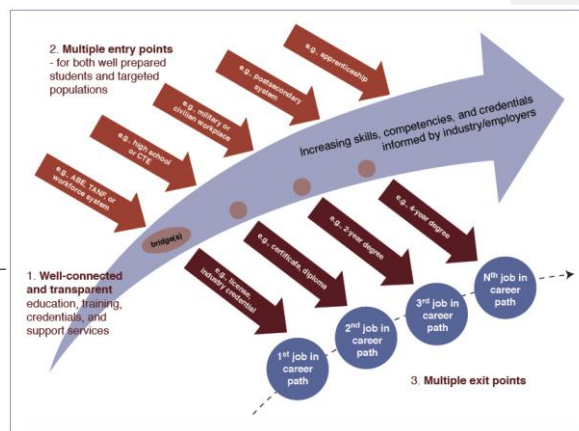 2. Multiple entry points
- for both well prepared
students and targeted
populations
e.g., apprenticeship
e.g., postsecondary
system
e.g., military or
civilian workplace
e.g., high school
or CTE
e.g., ABE, TANF, or
workforce system
Increasing skills, competencies, and credentials
informed by industry/employers
bridge(s)
1. Well-connected
and transparent
education, training,
credentials, and
support services
e.g., license,
industry credential
e.g., certificate, diploma
e.g., 2-year degree
e.g., 4-year degree
1st job in
career
path
2nd job in
career
path
3rd job in
career
path
Nth job in
career
path
3. Multiple exit points